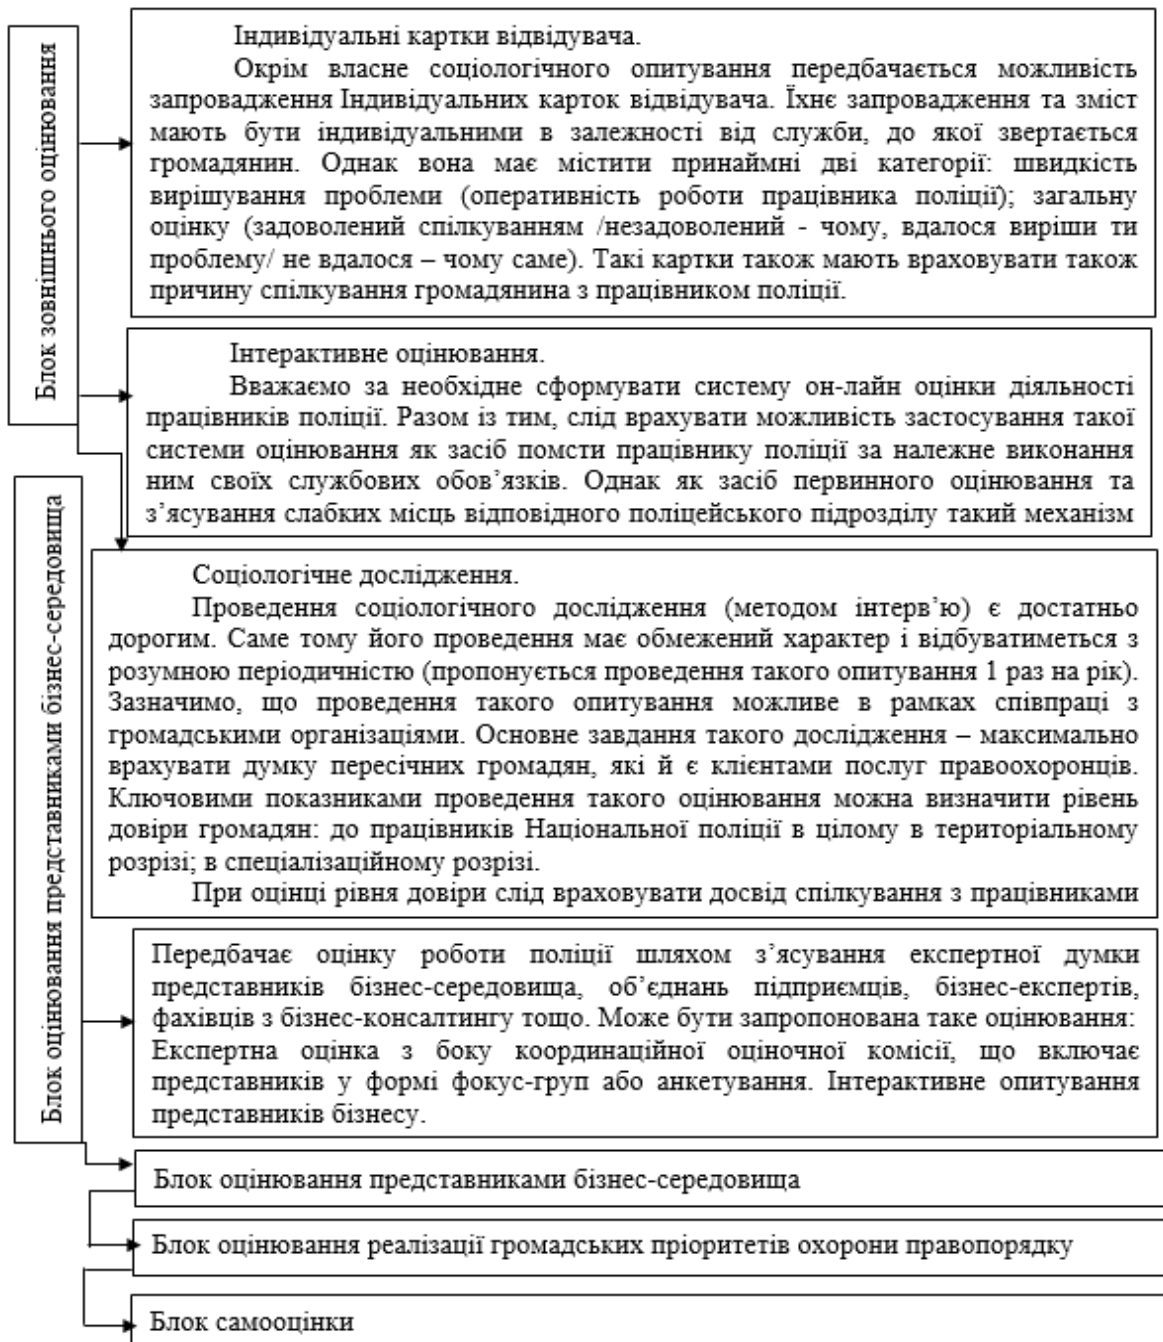 Блок зовнішнього оцінювання
Індивідуальні картки відвідувача.
Окрім власне соціологічного опитування передбачається можливість
запровадження Індивідуальних карток відвідувача. Їхнє запровадження та зміст
мають бути індивідуальними в залежності від служби, до якої звертається
громадянин. Однак вона має містити принаймні дві категорії: швидкість
вирішування проблеми (оперативність роботи працівника поліції); загальну
оцінку (задоволений спілкуванням /незадоволений - чому, вдалося виріши ти
проблему/ не вдалося – чому саме). Такі картки також мають враховувати також
причину спілкування громадянина з працівником поліції.
Інтерактивне оцінювання.
Вважаємо за необхідне сформувати систему он-лайн оцінки діяльності
працівників поліції. Разом із тим, слід врахувати можливість застосування такої
системи оцінювання як засіб помсти працівнику поліції за належне виконання
ним своїх службових обов’язків. Однак як засіб первинного оцінювання та
з’ясування слабких місць відповідного поліцейського підрозділу такий механізм
Блок оцінювання представниками бізнес-середовища
Соціологічне дослідження.
Проведення соціологічного дослідження (методом інтерв’ю) є достатньо
дорогим. Саме тому його проведення має обмежений характер і відбуватиметься з
розумною періодичністю (пропонується проведення такого опитування 1 раз на рік).
Зазначимо, що проведення такого опитування можливе в рамках співпраці з
громадськими організаціями. Основне завдання такого дослідження – максимально
врахувати думку пересічних громадян, які й є клієнтами послуг правоохоронців.
Ключовими показниками проведення такого оцінювання можна визначити рівень
довіри громадян: до працівників Національної поліції в цілому в територіальному
розрізі; в спеціалізаційному розрізі.
При оцінці рівня довіри слід враховувати досвід спілкування з працівниками
Передбачає оцінку роботи поліції шляхом з’ясування експертної думки
представників бізнес-середовища, об’єднань підприємців, бізнес-експертів,
фахівців з бізнес-консалтингу тощо. Може бути запропонована таке оцінювання:
Експертна оцінка з боку координаційної оціночної комісії, що включає
представників у формі фокус-груп або анкетування. Інтерактивне опитування
представників бізнесу.
Блок оцінювання представниками бізнес-середовища
Блок оцінювання реалізації громадських пріоритетів охорони правопорядку
Блок самооцінки